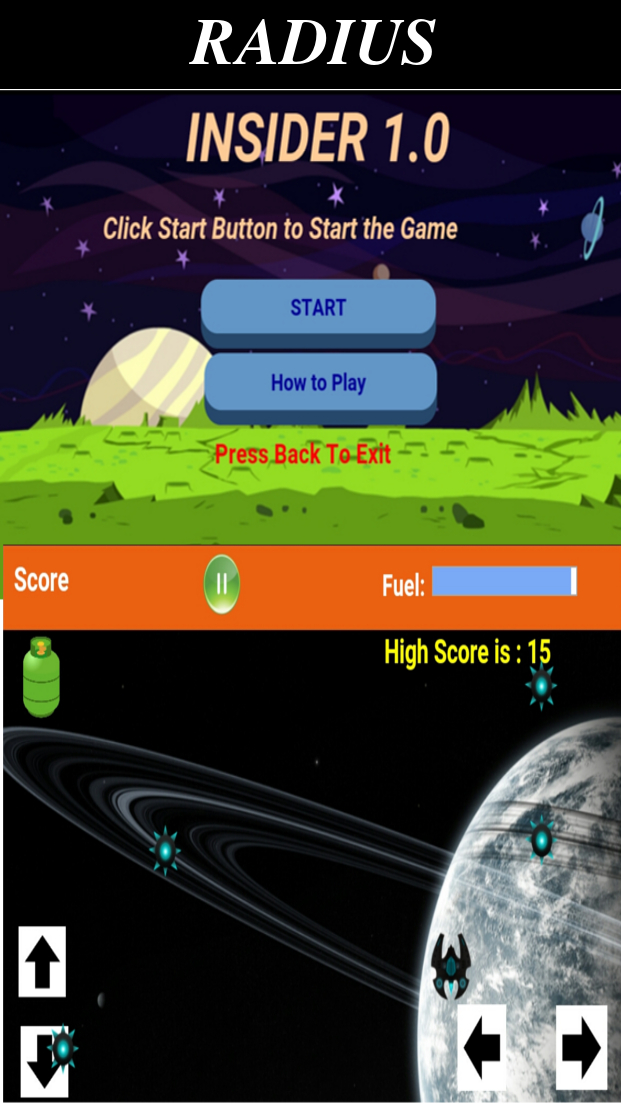 RADIUS
INSIDER 1.0
Click Start Button to Start the Game
START
How to Play
Press Back To Exit
Score
Fuel:
High Score is : 15